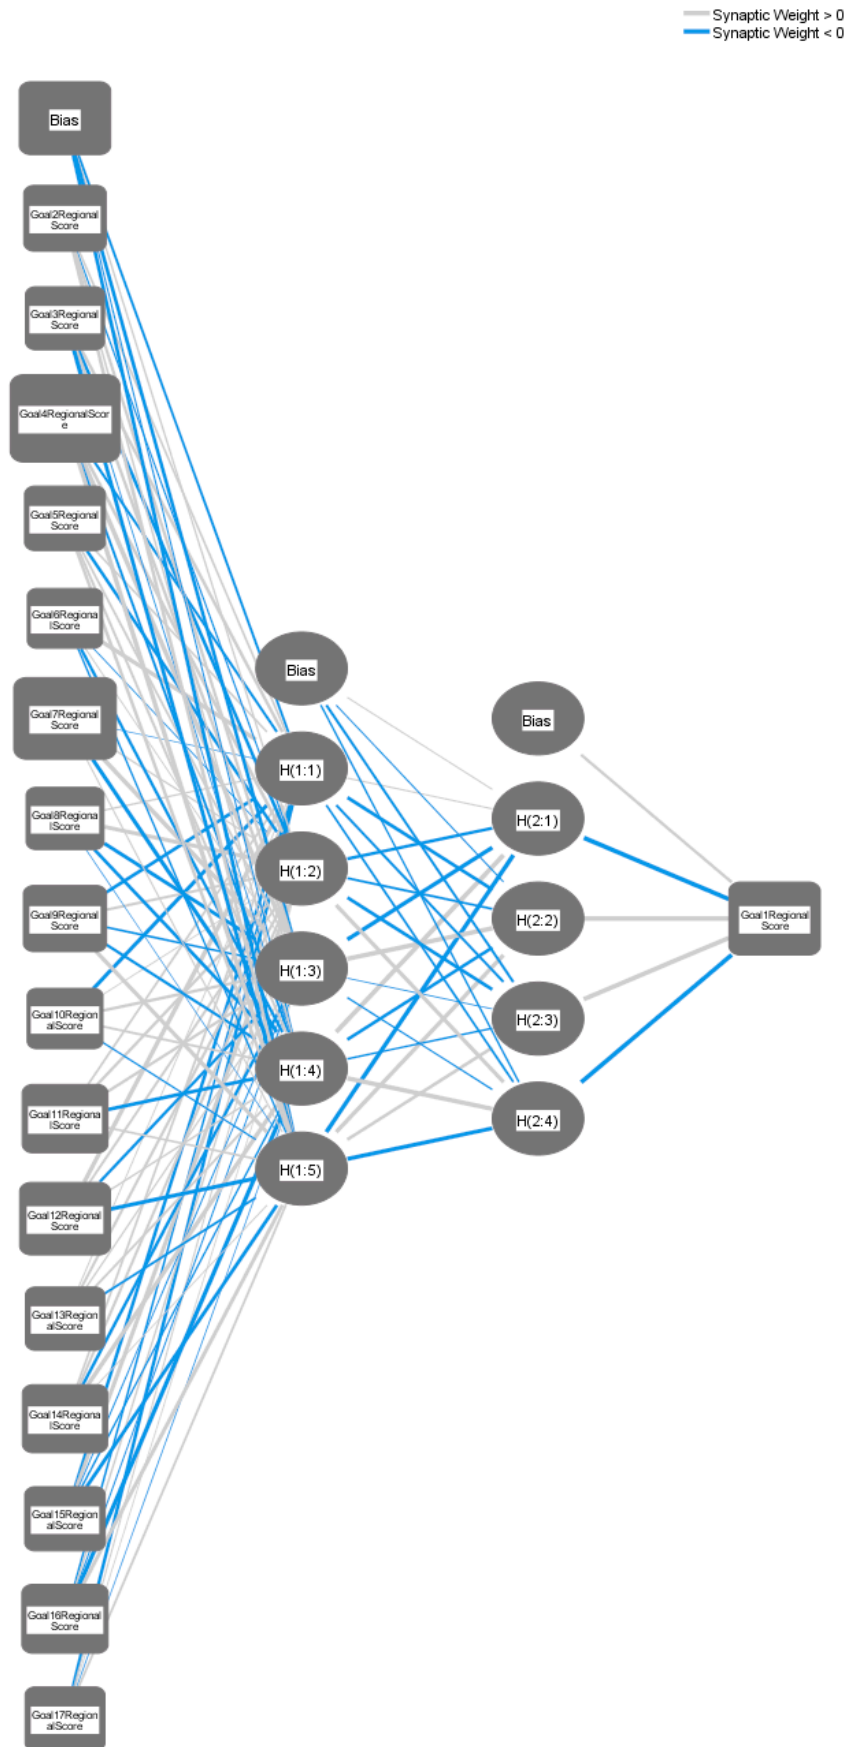 Synaptic Weight > 0
Synaptic Weight < 0
Bias
Goal2Regional
Score
Goal3Regional
Score
Goal4RegionalScor
e
Goal5Regional
Score
Goal6Regiona
lScore
Goal7Regional
Score
Goal8Regiona
lScore
Goal9Regional
Score
Goal10Region
alScore
Goal11Regiona
lScore
Goal12Regional
Score
Goal13Region
alScore
Goal14Regiona
lScore
Goal15Region
alScore
Goal16Regional
Score
Goal17Region
alScore
Bias
H(1:1)
H(1:2)
H(1:3)
H(1:4)
H(1:5)
Bias
H(2:1)
H(2:2)
H(2:3)
H(2:4)
Goal1Regional
Score